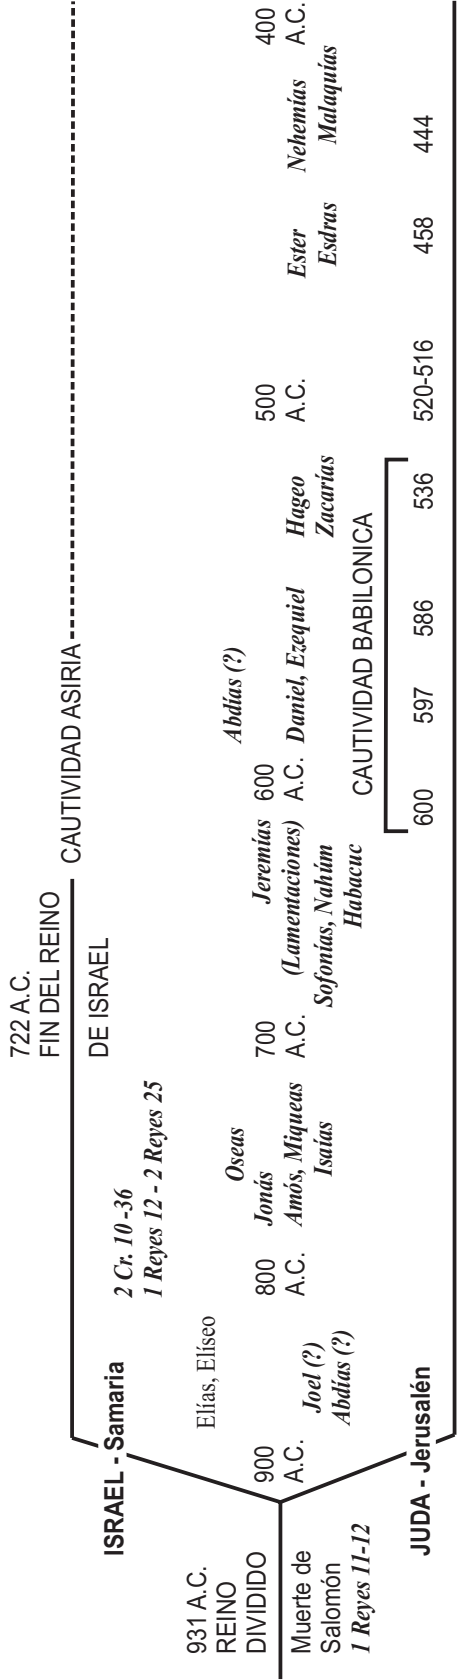 931 A.C.
REINO
DIVIDIDO
Muerte de
Salomón
1 Reyes 11-12
ISRAEL - Samaria
JUDA - Jerusalén
900
A.C.
Elías, Elíseo
Joel (?)
Abdías (?)
2 Cr. 10 -36
1 Reyes 12 - 2 Reyes 25
800
A.C.
Oseas
Jonás
Amós, Miqueas
Isaías
722 A.C.
FIN DEL REINO
DE ISRAEL
700
A.C.
CAUTIVIDAD ASIRIA
Jeremías
(Lamentaciones)
Sofonías, Nahúm
Habacuc
600
A.C.
Abdías (?)
Daniel, Ezequiel
Hageo
Zacarías
CAUTIVIDAD BABILONICA
600
597
586
536
500
A.C.
520-516
Ester
Esdras
458
Nehemías
Malaquías
444
400
A.C.